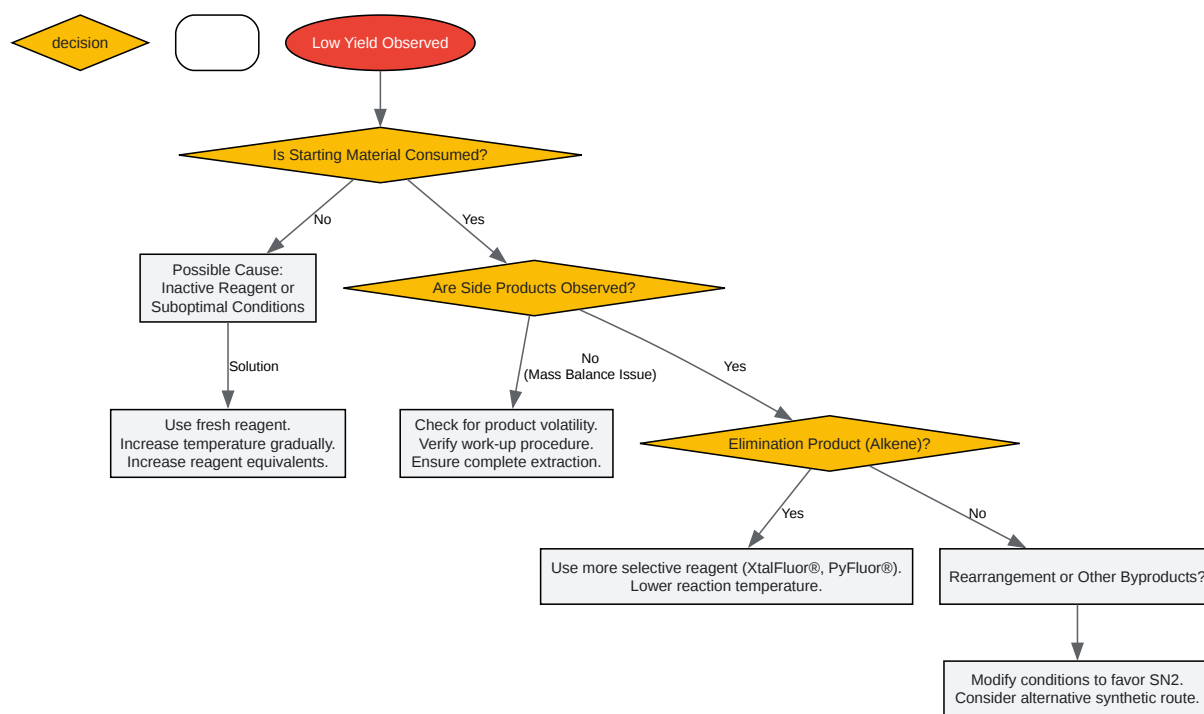 decision
Low Yield Observed
Is Starting Material Consumed?
No
Yes
Possible Cause:
Inactive Reagent or
Suboptimal Conditions
Are Side Products Observed?
Solution
No
(Mass Balance Issue)
Yes
Use fresh reagent.
Increase temperature gradually.
Increase reagent equivalents.
Check for product volatility.
Verify work-up procedure.
Ensure complete extraction.
Elimination Product (Alkene)?
Yes
No
Use more selective reagent (XtalFluor®, PyFluor®).
Lower reaction temperature.
Rearrangement or Other Byproducts?
Modify conditions to favor SN2.
Consider alternative synthetic route.